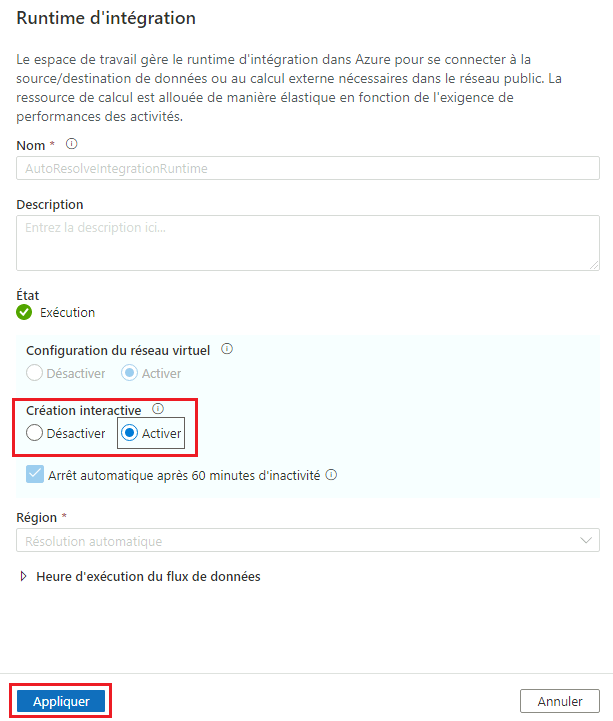 Runtime d'intégration
Le espace de travail gère le runtime d'intégration dans Azure pour se connecter à la
source/destination de données ou au calcul externe nécessaires dans le réseau public. La
ressource de calcul est allouée de manière élastique en fonction de l'exigence de
performances des activités.
Nom *
AutoResolveIntegrationRuntime
Description
Entrez la description ici...
État
Exécution
Configuration du réseau virtuel
Désactiver Activer
Création interactive
Désactiver Activer
Arrêt automatique après 60 minutes d'inactivité
Région *
Résolution automatique
Heure d'exécution du flux de données
Appliquer Annuler